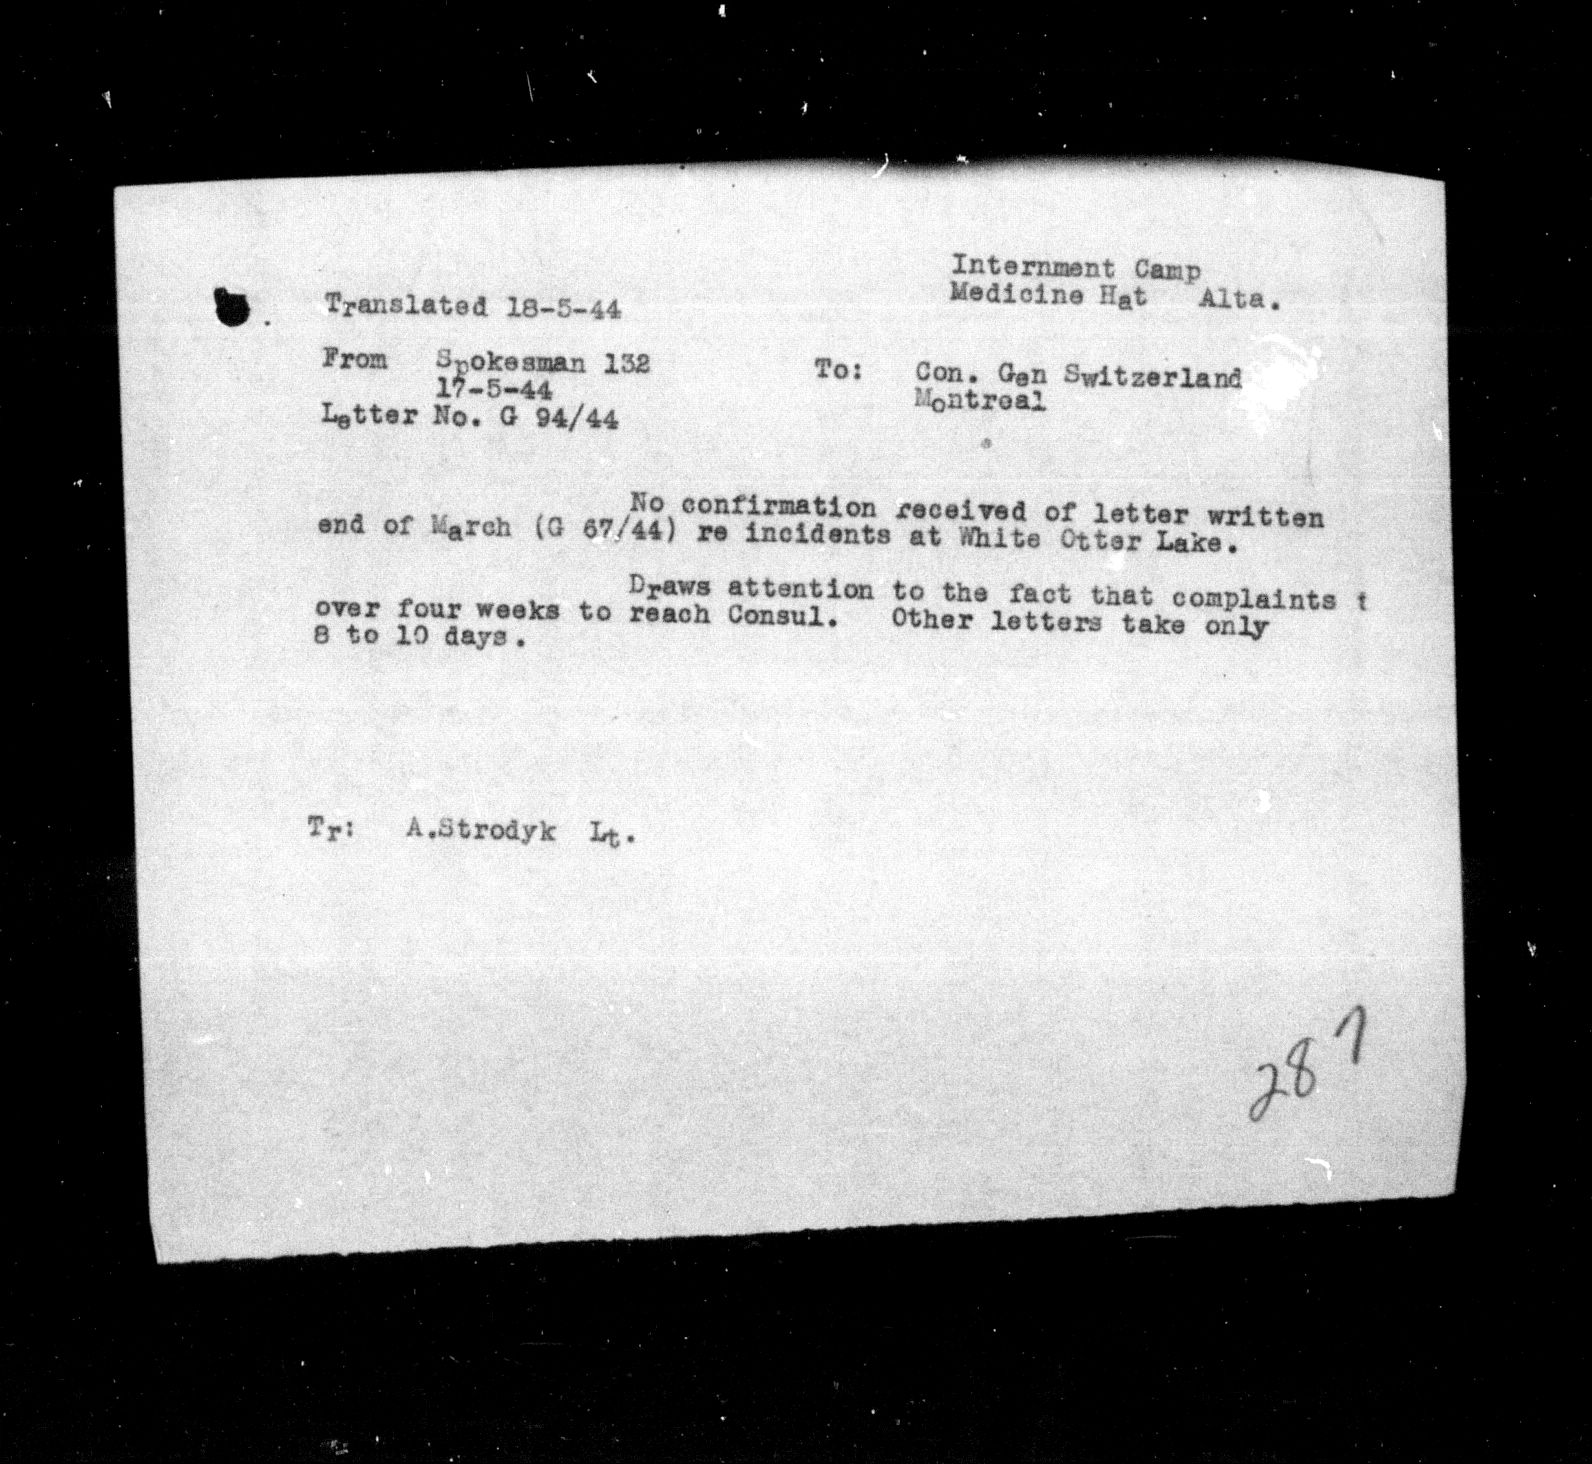 Internment Camp
Medicine Hat Alta.
Translated 18-5-44
From Spokesman 132
17-5-44
Letter No. G 94/44
To: Con. Gen Switzerland
Montreal
No confirmation received of letter written
end of March (G 67/44) re incidents at White Otter Lake.
Draws attention to the fact that complaints t
over four weeks to reach Consul. Other letters take only
8 to 10 days.
Tr: A.Strodyk Lt.
287